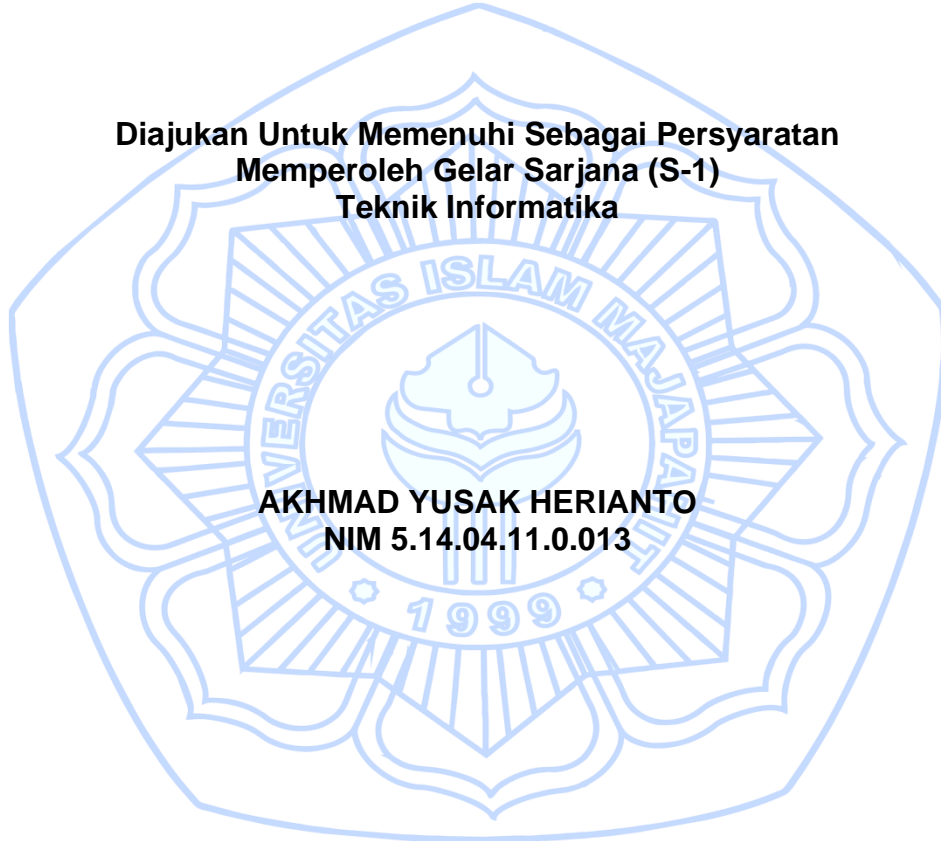 Diajukan Untuk Memenuhi Sebagai Persyaratan
Memperoleh Gelar Sarjana (S-1)
Teknik Informatika
UNIVERSITAS ISLAM MAJAPAHIT
AKHMAD YUSAK HERIANTO
NIM 5.14.04.11.0.013
1999